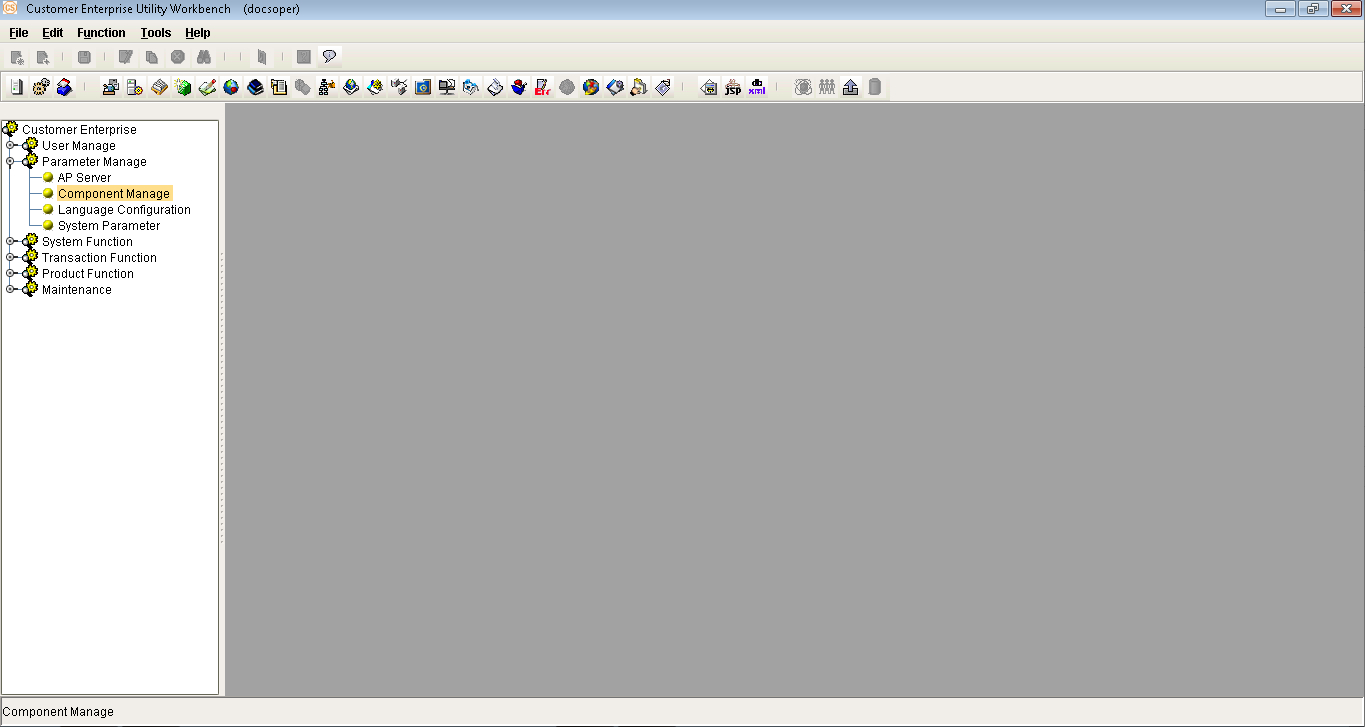 Customer Enterprise Utility Workbench (docsoper)
File Edit Function Tools Help
jsp
db
xml
Customer Enterprise
User Manage
Parameter Manage
AP Server
Component Manage
Language Configuration
System Parameter
System Function
Transaction Function
Product Function
Maintenance
Component Manage